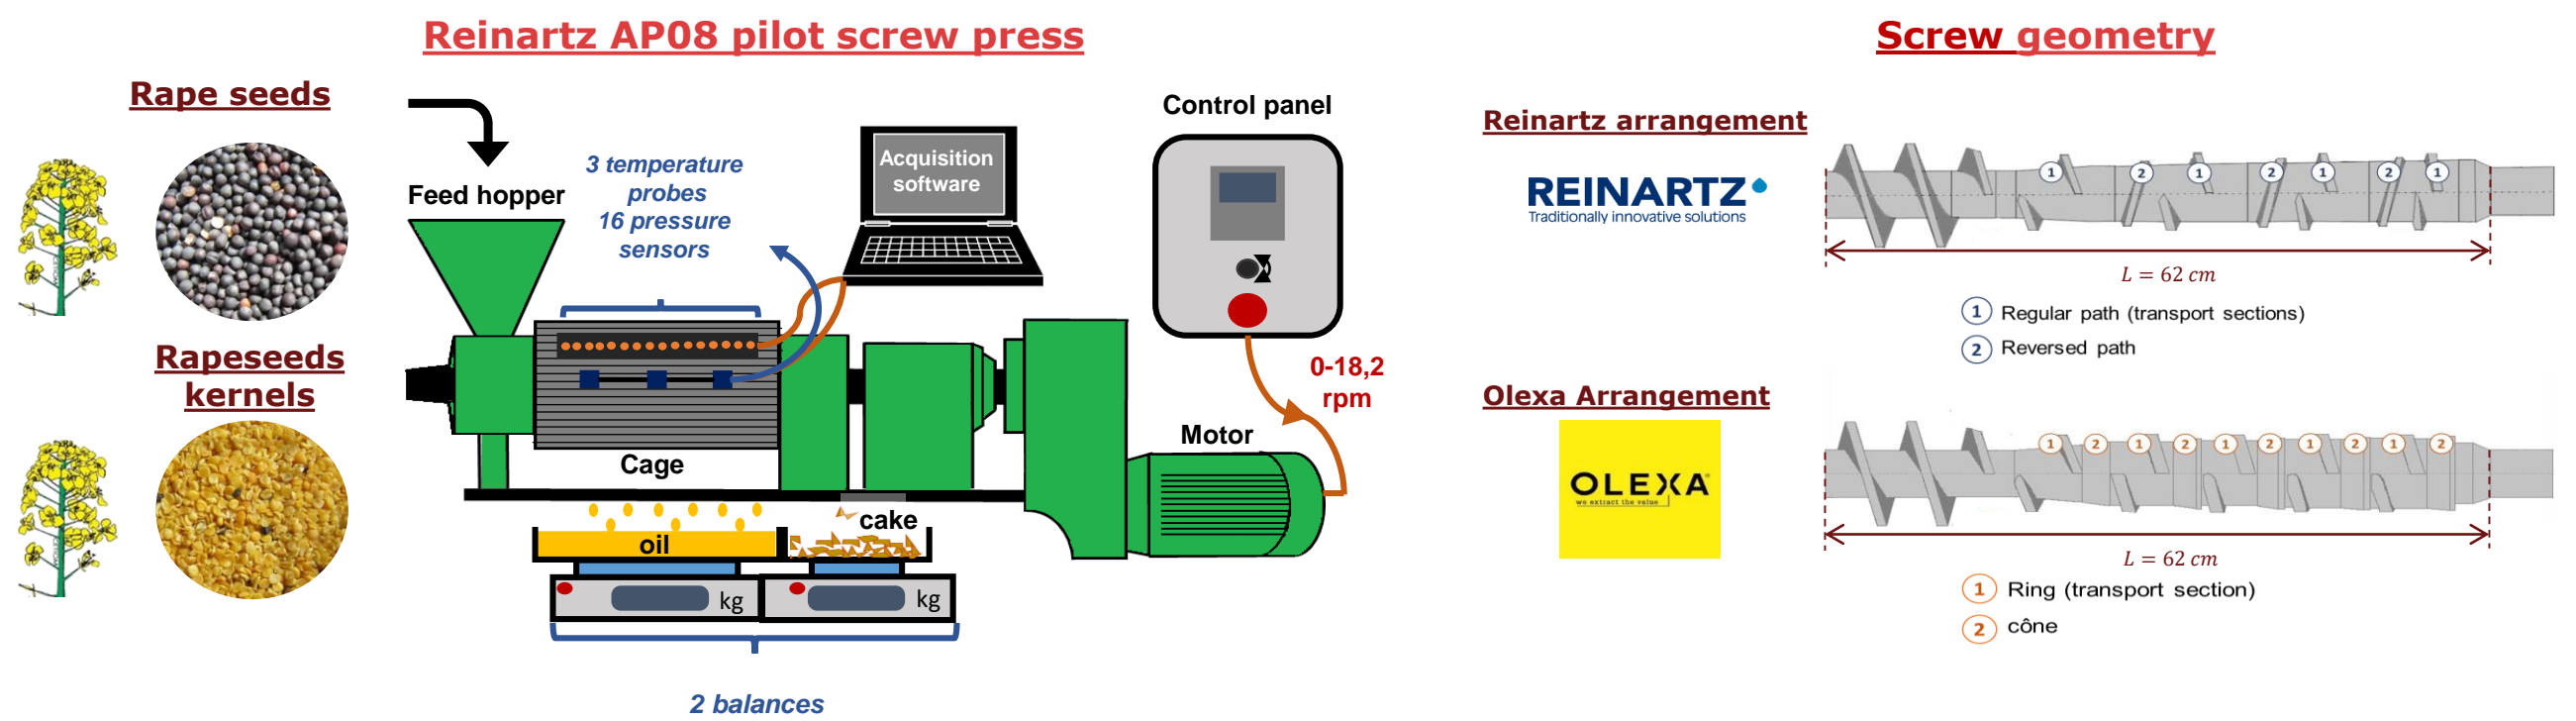 Reinartz AP08 pilot screw press
Rape seeds
Rapeseeds
kernels
Feed hopper
3 temperature
probes
16 pressure
sensors
Acquisition
software
Control panel
0-18,2
rpm
Motor
Cage
oil
cake
kg
kg
2 balances
Screw geometry
Reinartz arrangement
REINARTZ
Traditionally innovative solutions
1 2 1 2 1 2 1
L = 62 cm
1 Regular path (transport sections)
2 Reversed path
Olexa Arrangement
OLEXA
we extract the value
1 2 1 2 1 2 1 2 1 2
L = 62 cm
1 Ring (transport section)
2 cône